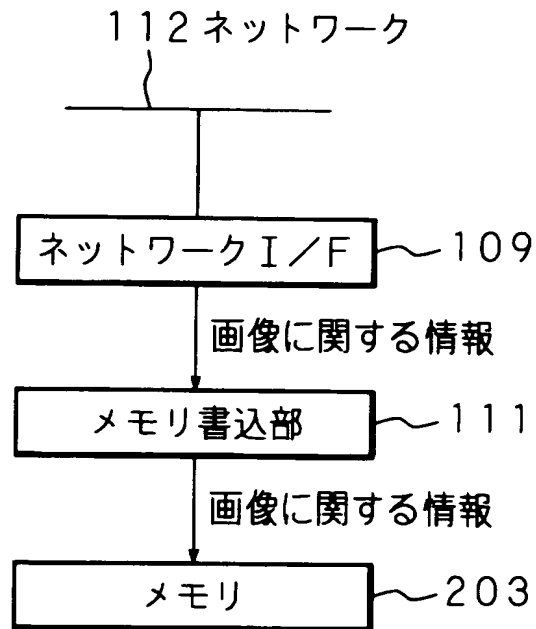 112ネットワーク
ネットワークI/F 109
画像に関する情報
メモリ書込部 111
画像に関する情報
メモリ 203